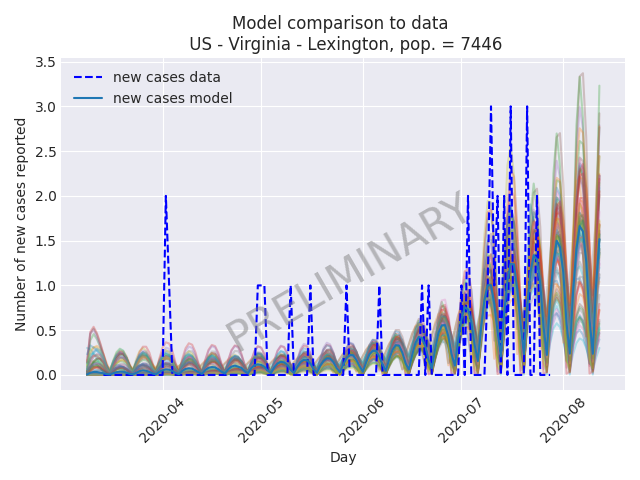 Model comparison to data
US - Virginia - Lexington, pop. = 7446
new cases data
new cases model
Number of new cases reported
3.5
3.0
2.5
2.0
1.5
1.0
0.5
0.0
PRELIMINARY
2020-04
2020-05
2020-06
2020-07
2020-08
Day